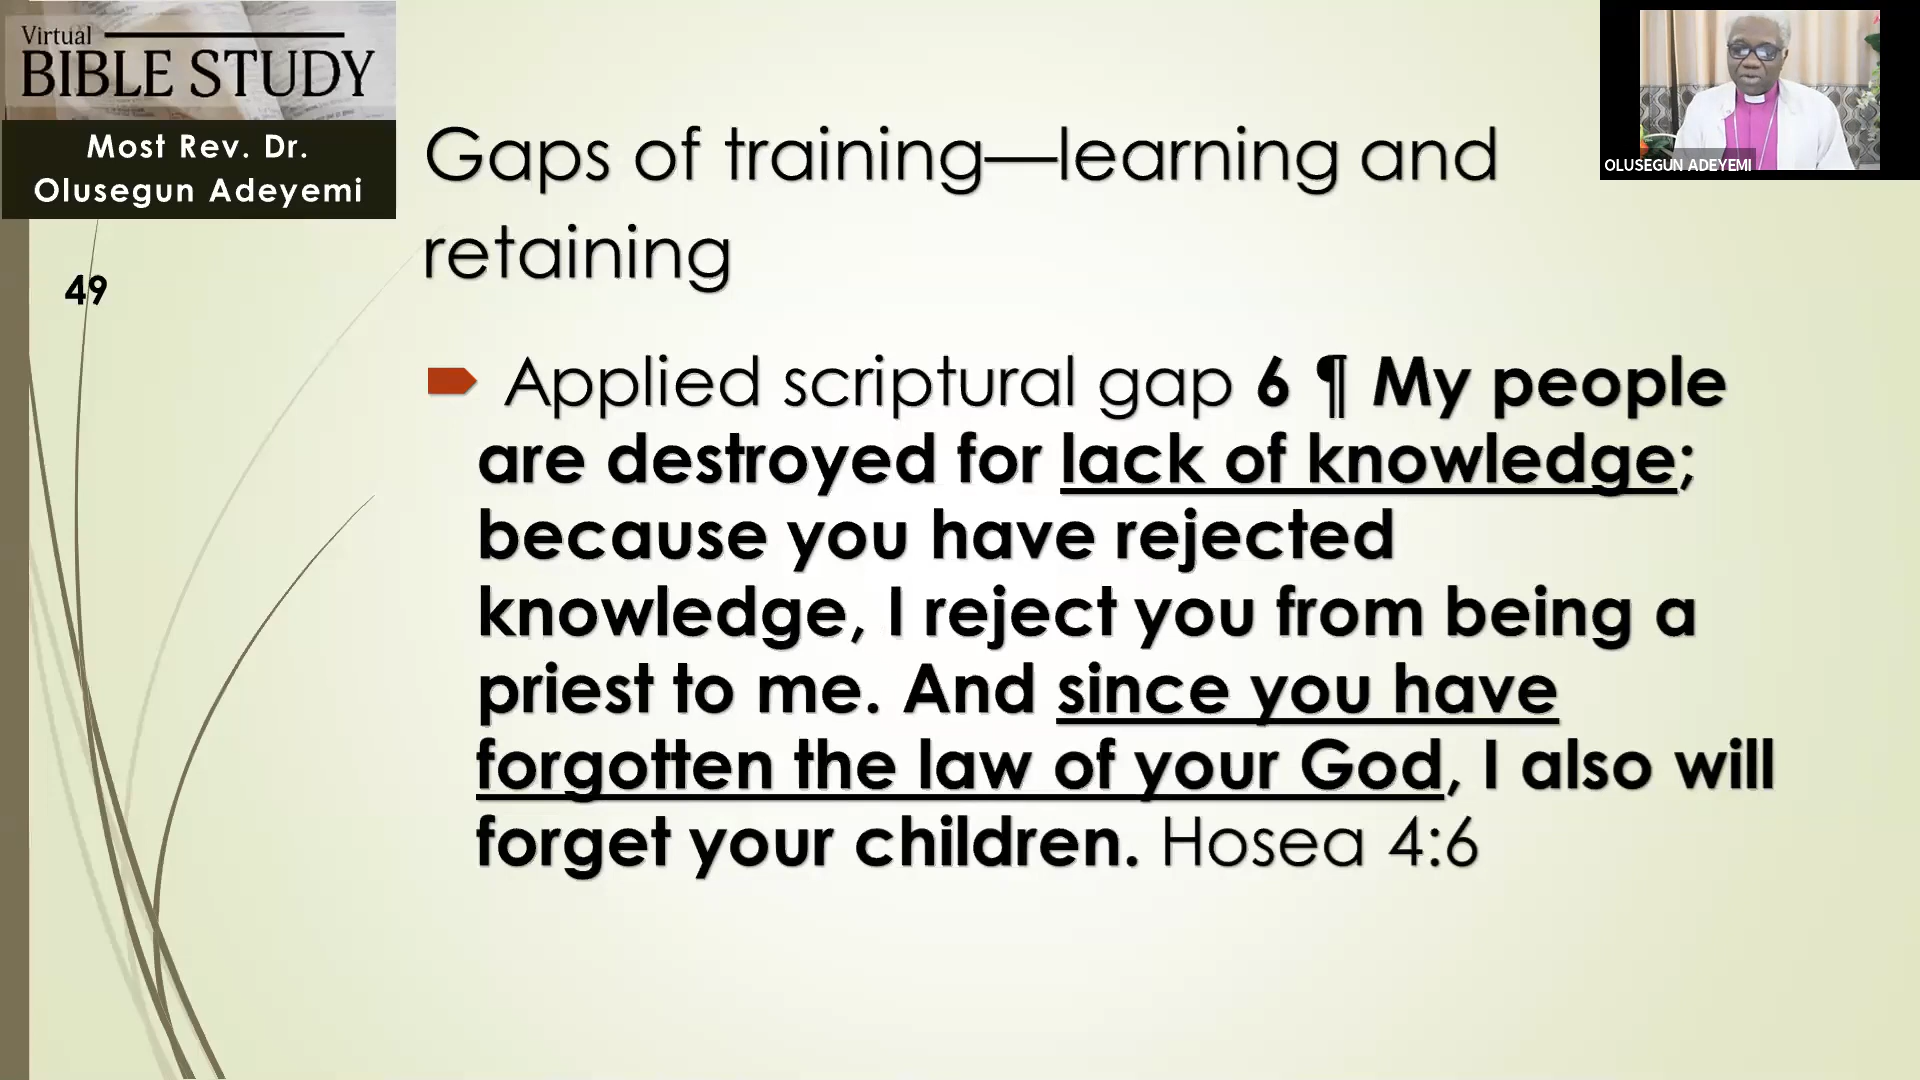 Virtual
BIBLE STUDY
Most Rev. Dr.
Olusegun Adeyemi
OLUSEGUN ADEYEMI
49
Gaps of training—learning and
retaining
Applied scriptural gap 6 ¶ My people
are destroyed for lack of knowledge;
because you have rejected
knowledge, I reject you from being a
priest to me. And since you have
forgotten the law of your God, I also will
forget your children. Hosea 4:6